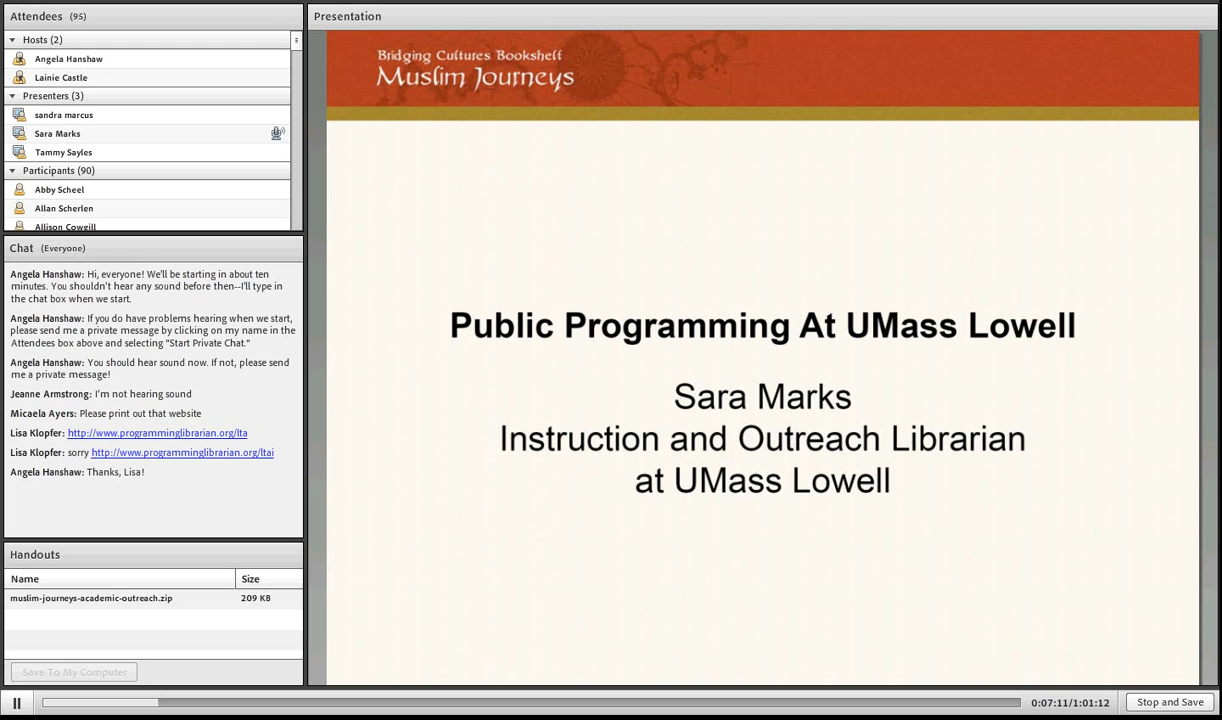 Attendees (95)
Hosts (2)
Angela Hanshaw
Lainie Castle
Presenters (3)
sandra marcus
Sara Marks
Tammy Sayles
Participants (90)
Abby Scheel
Allan Scherlen
Allison Cowgill
Chat (Everyone)
Angela Hanshaw: Hi, everyone! We'll be starting in about ten
minutes. You shouldn't hear any sound before then--I'll type in
the chat box when we start.
Angela Hanshaw: If you do have problems hearing when we start,
please send me a private message by clicking on my name in the
Attendees box above and selecting "Start Private Chat."
Angela Hanshaw: You should hear sound now. If not, please send
me a private message!
Jeanne Armstrong: I'm not hearing sound
Micaela Ayers: Please print out that website
Lisa Klopfer: http://www.programminglibrarian.org/lta
Lisa Klopfer: sorry http://www.programminglibrarian.org/ltai
Angela Hanshaw: Thanks, Lisa!
Handouts
Name Size
muslim-journeys-academic-outreach.zip 209 KB
Save To My Computer
Presentation
Bridging Cultures Bookshelf
Muslim Journeys
Public Programming At UMass Lowell
Sara Marks
Instruction and Outreach Librarian
at UMass Lowell
0:07:11/1:01:12
Stop and Save